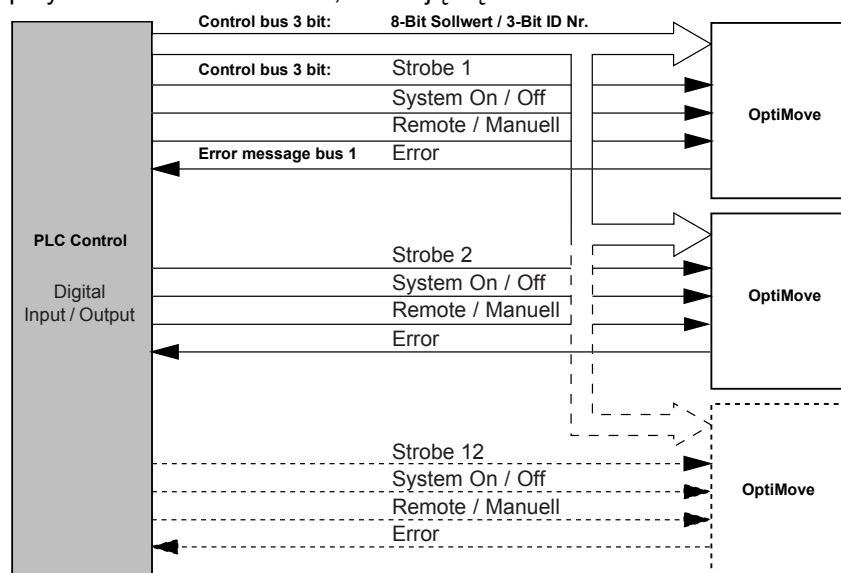 Control bus 3 bit: 8-Bit Sollwert / 3-Bit ID Nr.
Control bus 3 bit: Strobe 1
System On / Off
Remote / Manuell
Error message bus 1 Error
OptiMove
PLC Control
Digital
Input / Output
Strobe 2
System On / Off
Remote / Manuell
Error
OptiMove
Strobe 12
System On / Off
Remote / Manuell
Error
OptiMove